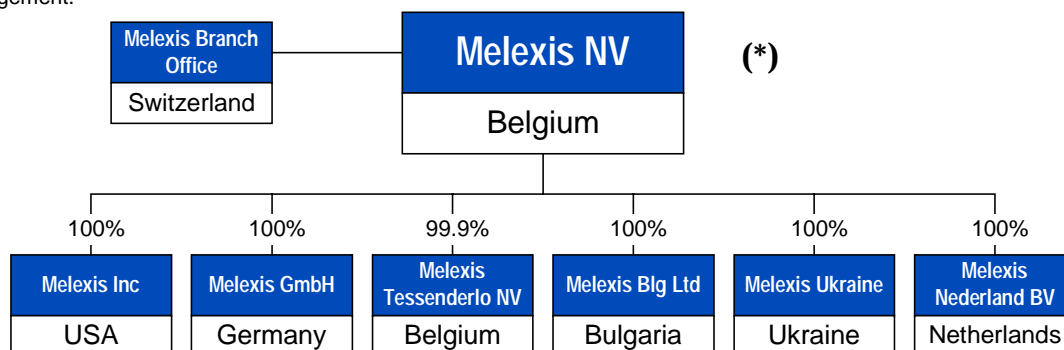 gement.
Melexis Branch
Office
Switzerland
Melexis NV
Belgium
(*)
100% 100% 99.9% 100% 100% 100%
Melexis Inc
USA
Melexis GmbH
Germany
Melexis
Tessenderlo NV
Belgium
Melexis Blg Ltd
Bulgaria
Melexis Ukraine
Ukraine
Melexis
Nederland BV
Netherlands